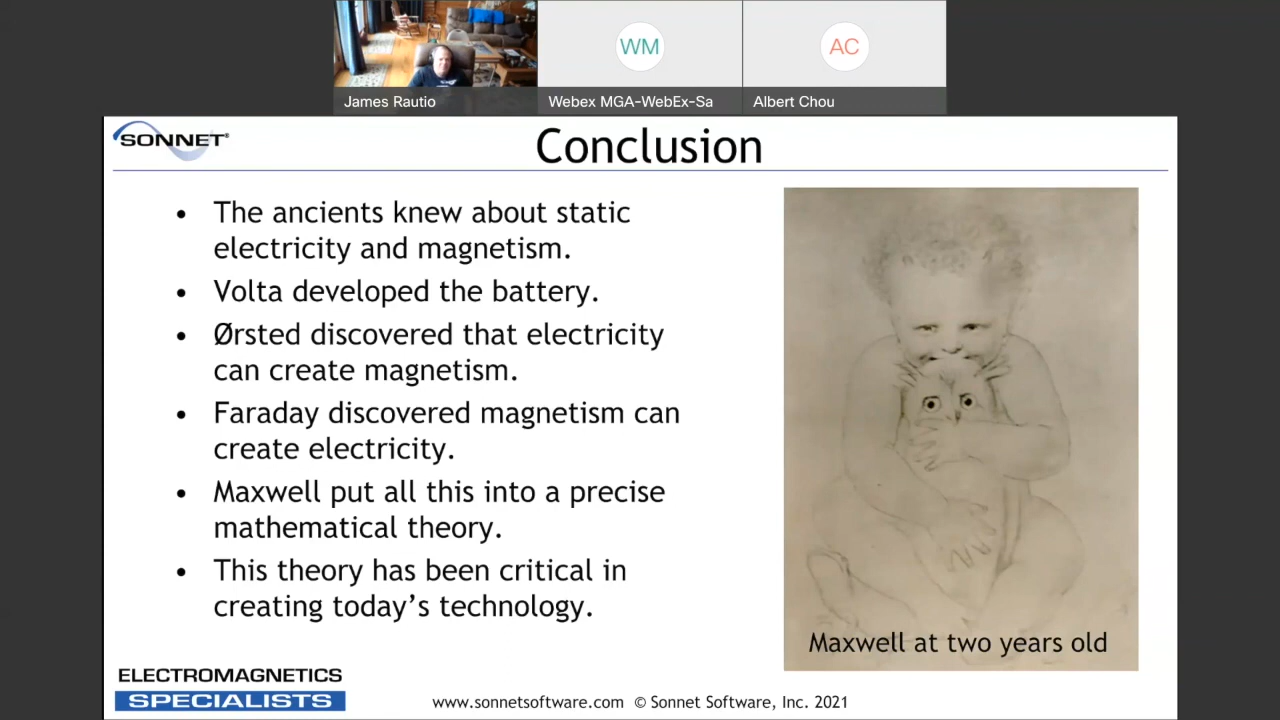 WM
AC
James Rautio
Webex MGA-WebEx-Sa
Albert Chou
SONNET®
Conclusion
• The ancients knew about static
electricity and magnetism.
• Volta developed the battery.
• Ørsted discovered that electricity
can create magnetism.
• Faraday discovered magnetism can
create electricity.
• Maxwell put all this into a precise
mathematical theory.
• This theory has been critical in
creating today’s technology.
Maxwell at two years old
ELECTROMAGNETICS
SPECIALISTS
www.sonnetsoftware.com © Sonnet Software, Inc. 2021